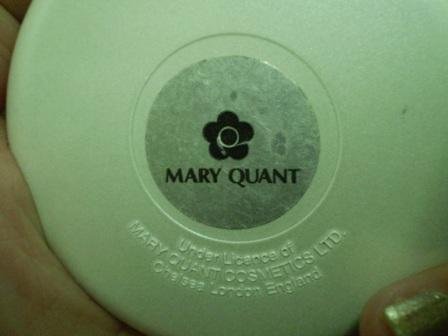 MARY QUANT
Under Licence of
MARY QUANT COSMETICS LTD.
Chelsea London England